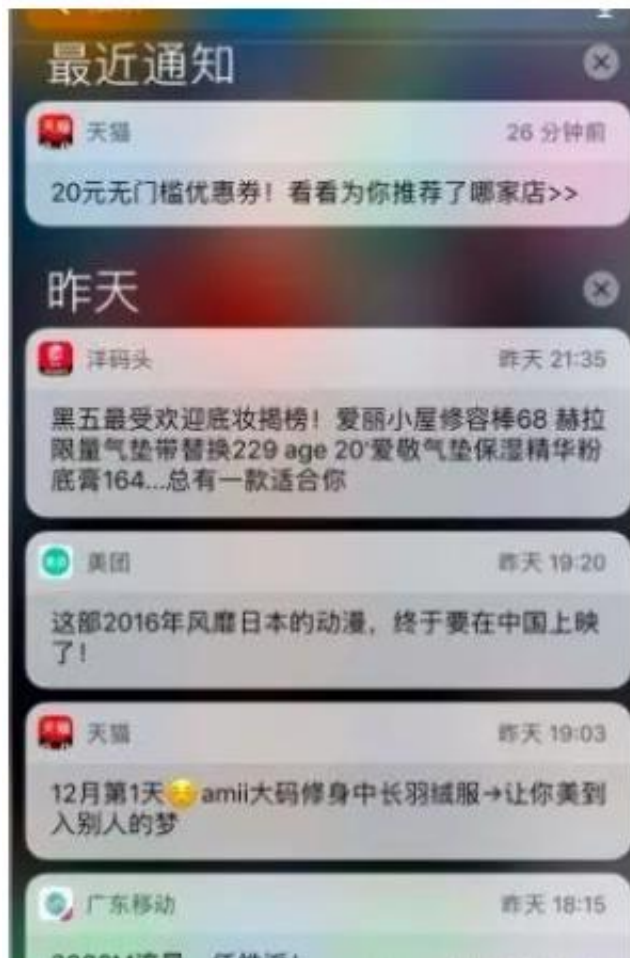 最近通知
天猫
26 分钟前
20元无门槛优惠券！看看为你推荐了哪家店>>
昨天
洋码头
昨天 21:35
黑五最受欢迎底妆揭榜！爱丽小屋修容棒68 赫拉
限量气垫带替换229 age 20'爱敬气垫保湿精华粉
底膏164...总有一款适合你
美团
昨天 19:20
这部2016年风靡日本的动漫，终于要在中国上映
了！
天猫
昨天 19:03
12月第1天😌amii大码修身中长羽绒服→让你美到
入别人的梦
广东移动
昨天 18:15